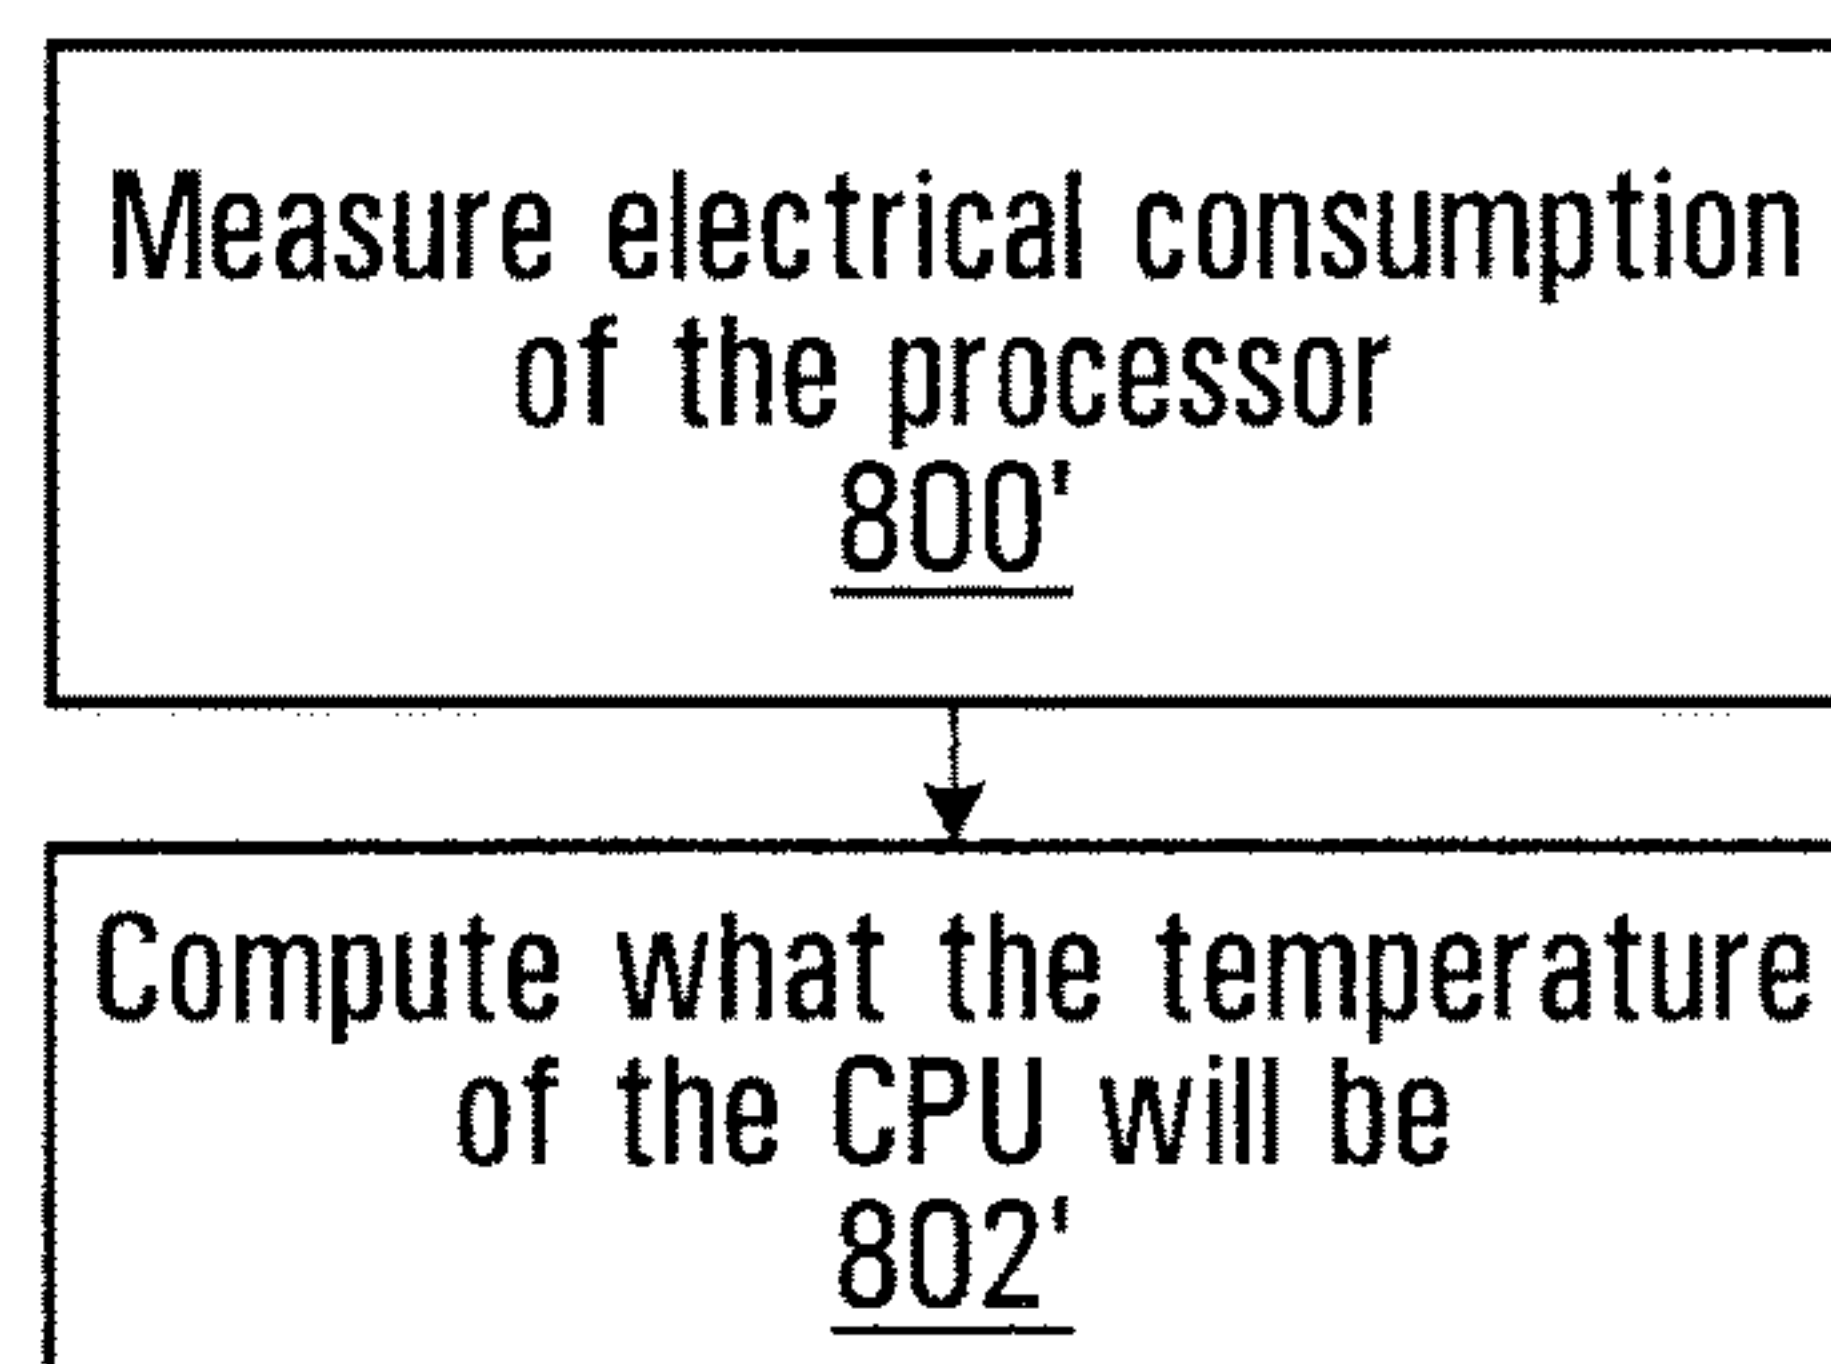 Measure electrical consumption
of the processor
800'
Compute what the temperature
of the CPU will be
802'